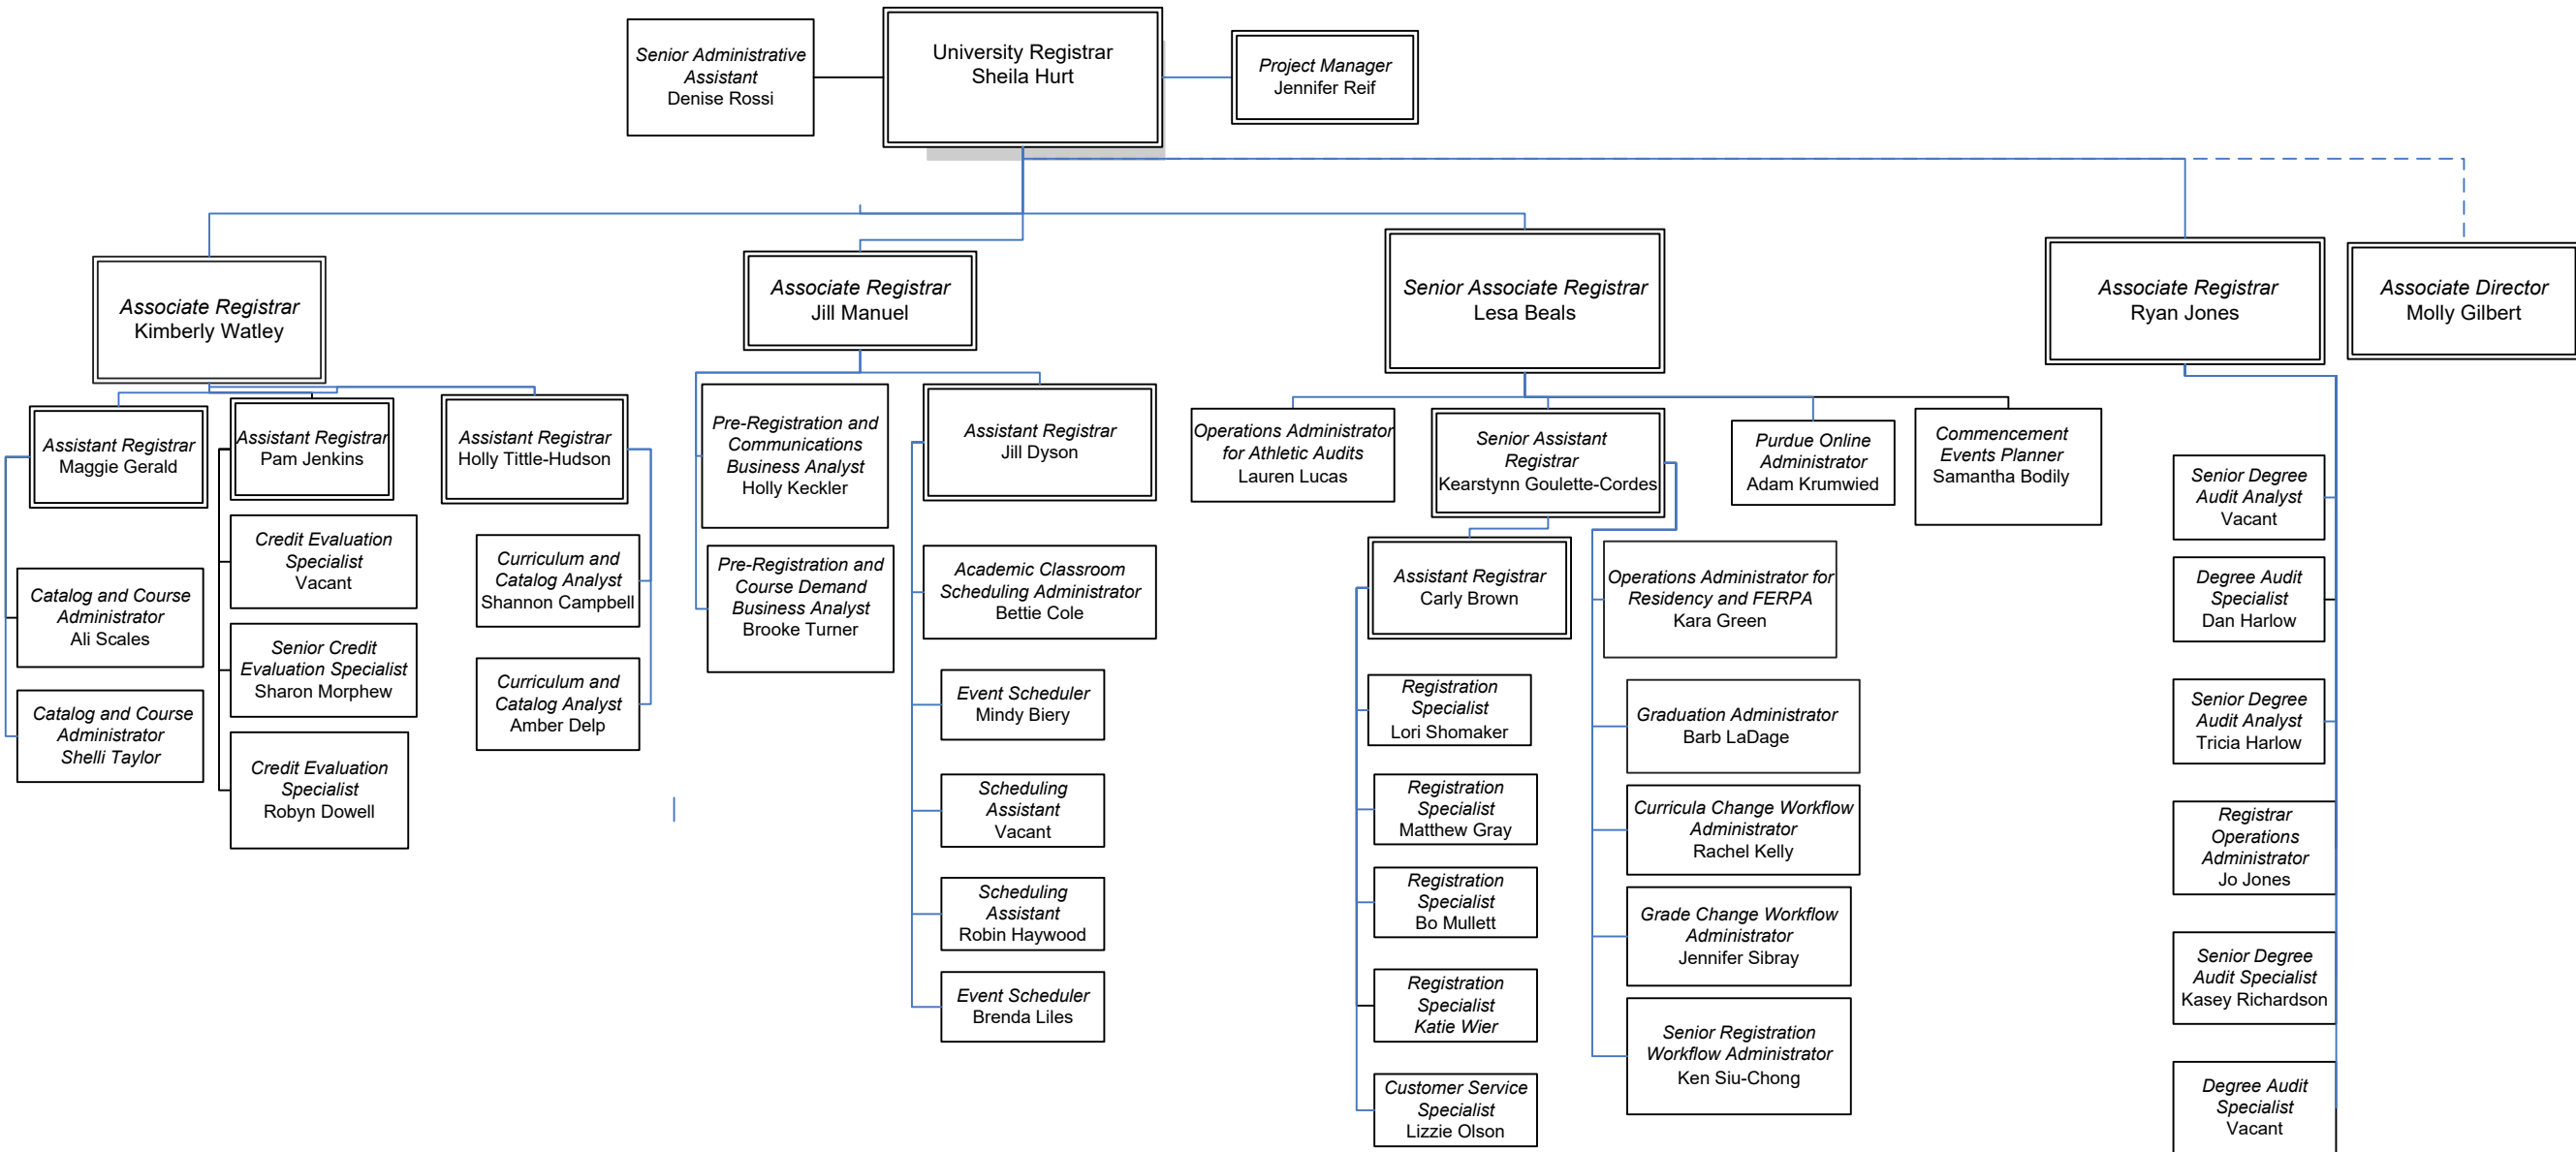 Senior Administrative
Assistant
Denise Rossi
University Registrar
Sheila Hurt
Project Manager
Jennifer Reif
Associate Registrar
Kimberly Watley
Associate Registrar
Jill Manuel
Senior Associate Registrar
Lesa Beals
Associate Registrar
Ryan Jones
Associate Director
Molly Gilbert
Assistant Registrar
Maggie Gerald
Catalog and Course
Administrator
Ali Scales
Catalog and Course
Administrator
Shelli Taylor
Assistant Registrar
Pam Jenkins
Credit Evaluation
Specialist
Vacant
Senior Credit
Evaluation Specialist
Sharon Morphew
Credit Evaluation
Specialist
Robyn Dowell
Assistant Registrar
Holly Tittle-Hudson
Curriculum and
Catalog Analyst
Shannon Campbell
Curriculum and
Catalog Analyst
Amber Delp
Pre-Registration and
Communications
Business Analyst
Holly Keckler
Pre-Registration and
Course Demand
Business Analyst
Brooke Turner
Assistant Registrar
Jill Dyson
Academic Classroom
Scheduling Administrator
Bettie Cole
Event Scheduler
Mindy Biery
Scheduling
Assistant
Vacant
Scheduling
Assistant
Robin Haywood
Event Scheduler
Brenda Liles
Operations Administrator
for Athletic Audits
Lauren Lucas
Senior Assistant
Registrar
Kearstynn Goulette-Cordes
Purdue Online
Administrator
Adam Krumwied
Commencement
Events Planner
Samantha Bodily
Assistant Registrar
Carly Brown
Registration
Specialist
Lori Shomaker
Registration
Specialist
Matthew Gray
Registration
Specialist
Bo Mullett
Registration
Specialist
Katie Wier
Customer Service
Specialist
Lizzie Olson
Operations Administrator for
Residency and FERPA
Kara Green
Graduation Administrator
Barb LaDage
Curricula Change Workflow
Administrator
Rachel Kelly
Grade Change Workflow
Administrator
Jennifer Sibray
Senior Registration
Workflow Administrator
Ken Siu-Chong
Senior Degree
Audit Analyst
Vacant
Degree Audit
Specialist
Dan Harlow
Senior Degree
Audit Analyst
Tricia Harlow
Registrar
Operations
Administrator
Jo Jones
Senior Degree
Audit Specialist
Kasey Richardson
Degree Audit
Specialist
Vacant